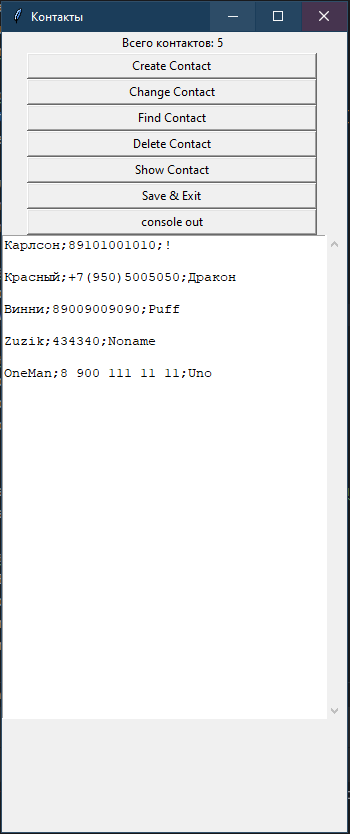 Контакты
Всего контактов: 5
Create Contact
Change Contact
Find Contact
Delete Contact
Show Contact
Save & Exit
console out
Карлсон;89101001010;!
Красный;+7(950)5005050;Дракон
Винни;89009009090;Puff
Zuzik;434340;Noname
OneMan;8 900 111 11 11;Uno